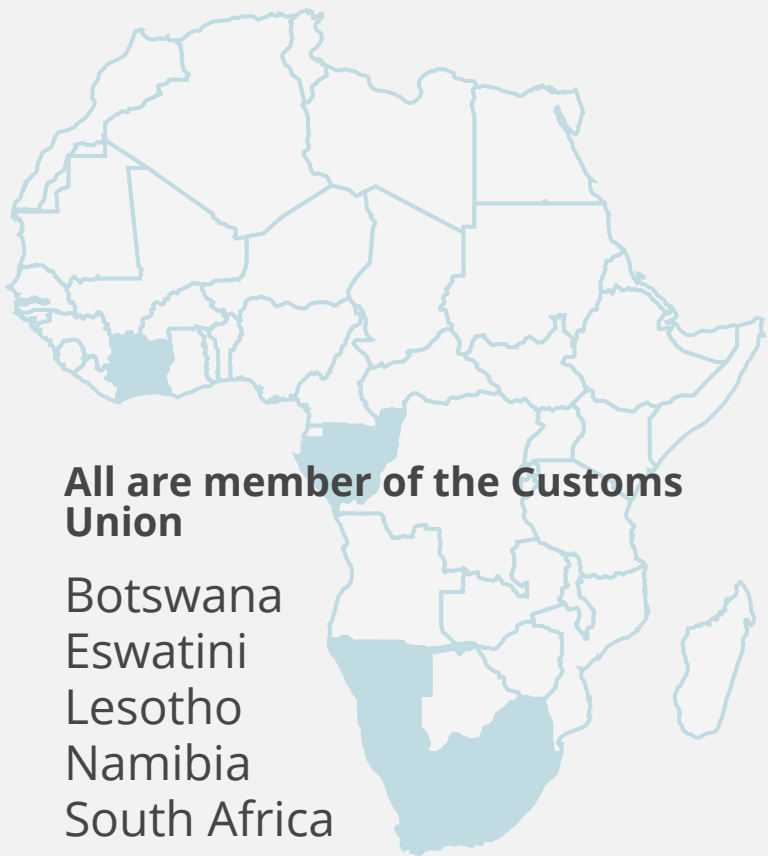 All are member of the Customs
Union
Botswana
Eswatini
Lesotho
Namibia
South Africa